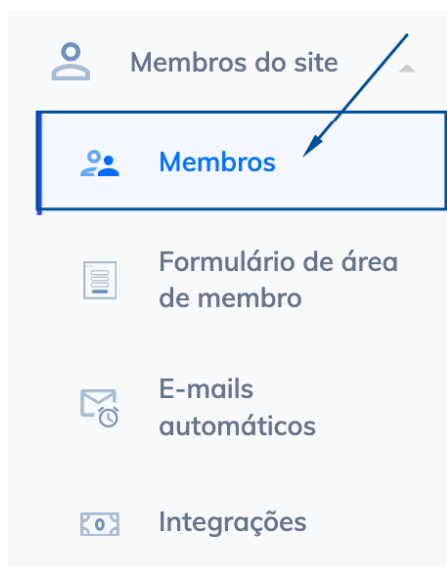 Membros do site
Membros
Formulário de área
de membro
E-mails
automáticos
Integrações